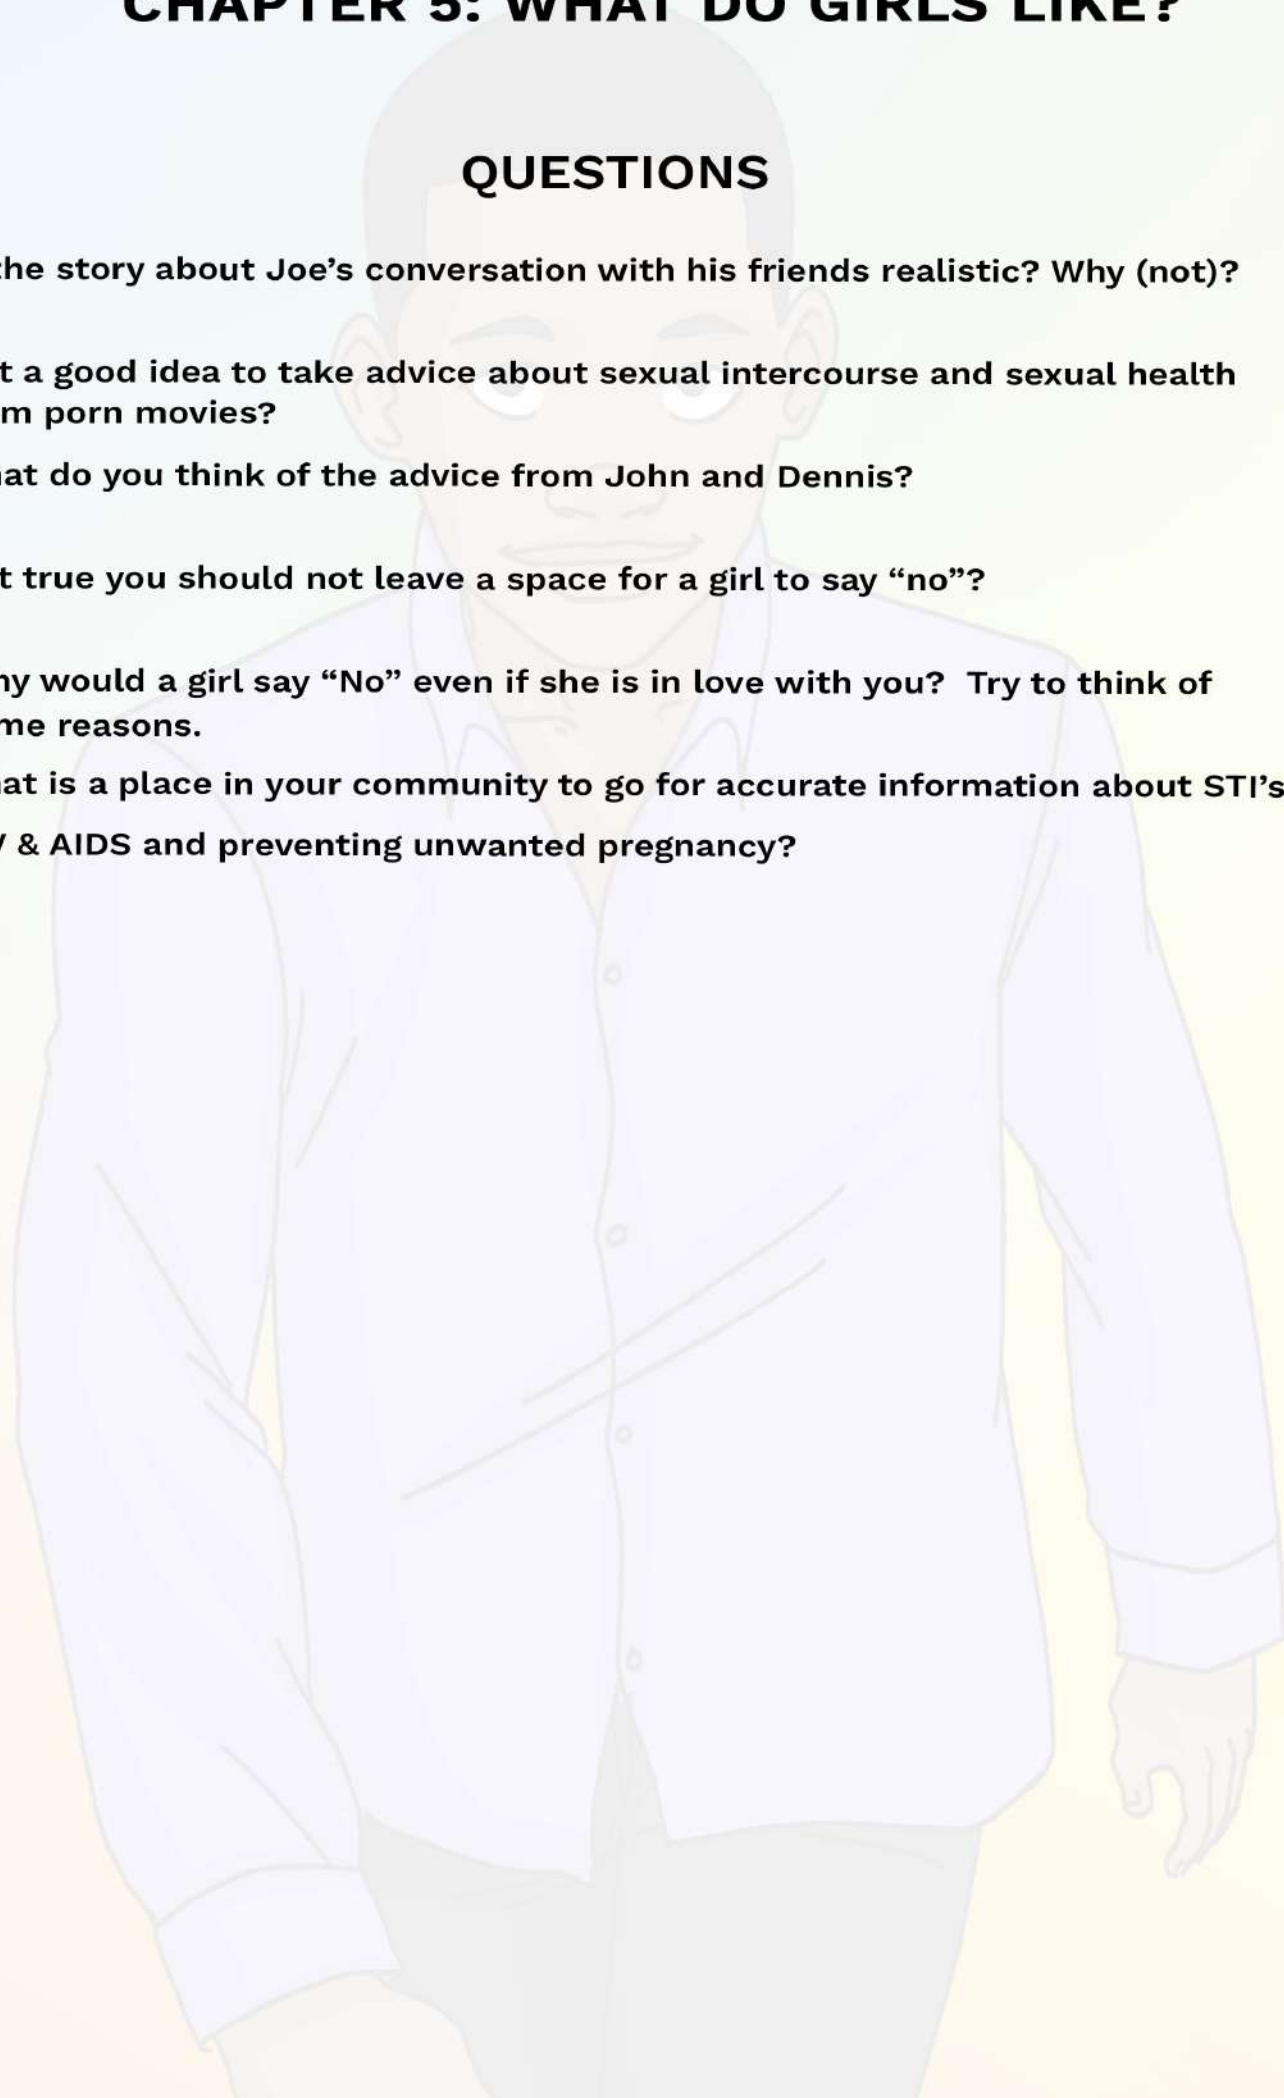 CHAPTER 5: WHAT DO GIRLS LIKE?
QUESTIONS
the story about Joe’s conversation with his friends realistic? Why (not)?
t a good idea to take advice about sexual intercourse and sexual health
m porn movies?
at do you think of the advice from John and Dennis?
t true you should not leave a space for a girl to say “no”?
hy would a girl say “No” even if she is in love with you? Try to think of
me reasons.
at is a place in your community to go for accurate information about STI’s
& AIDS and preventing unwanted pregnancy?